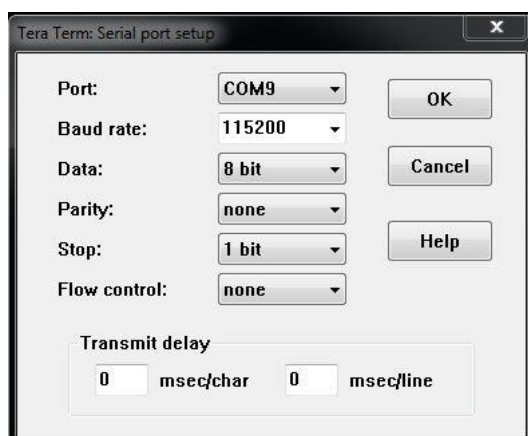 Tera Term: Serial port setup
x
Port: COM9 OK
Baud rate: 115200
Data: 8 bit Cancel
Parity: none
Stop: 1 bit Help
Flow control: none
Transmit delay
0 msec/char 0 msec/line